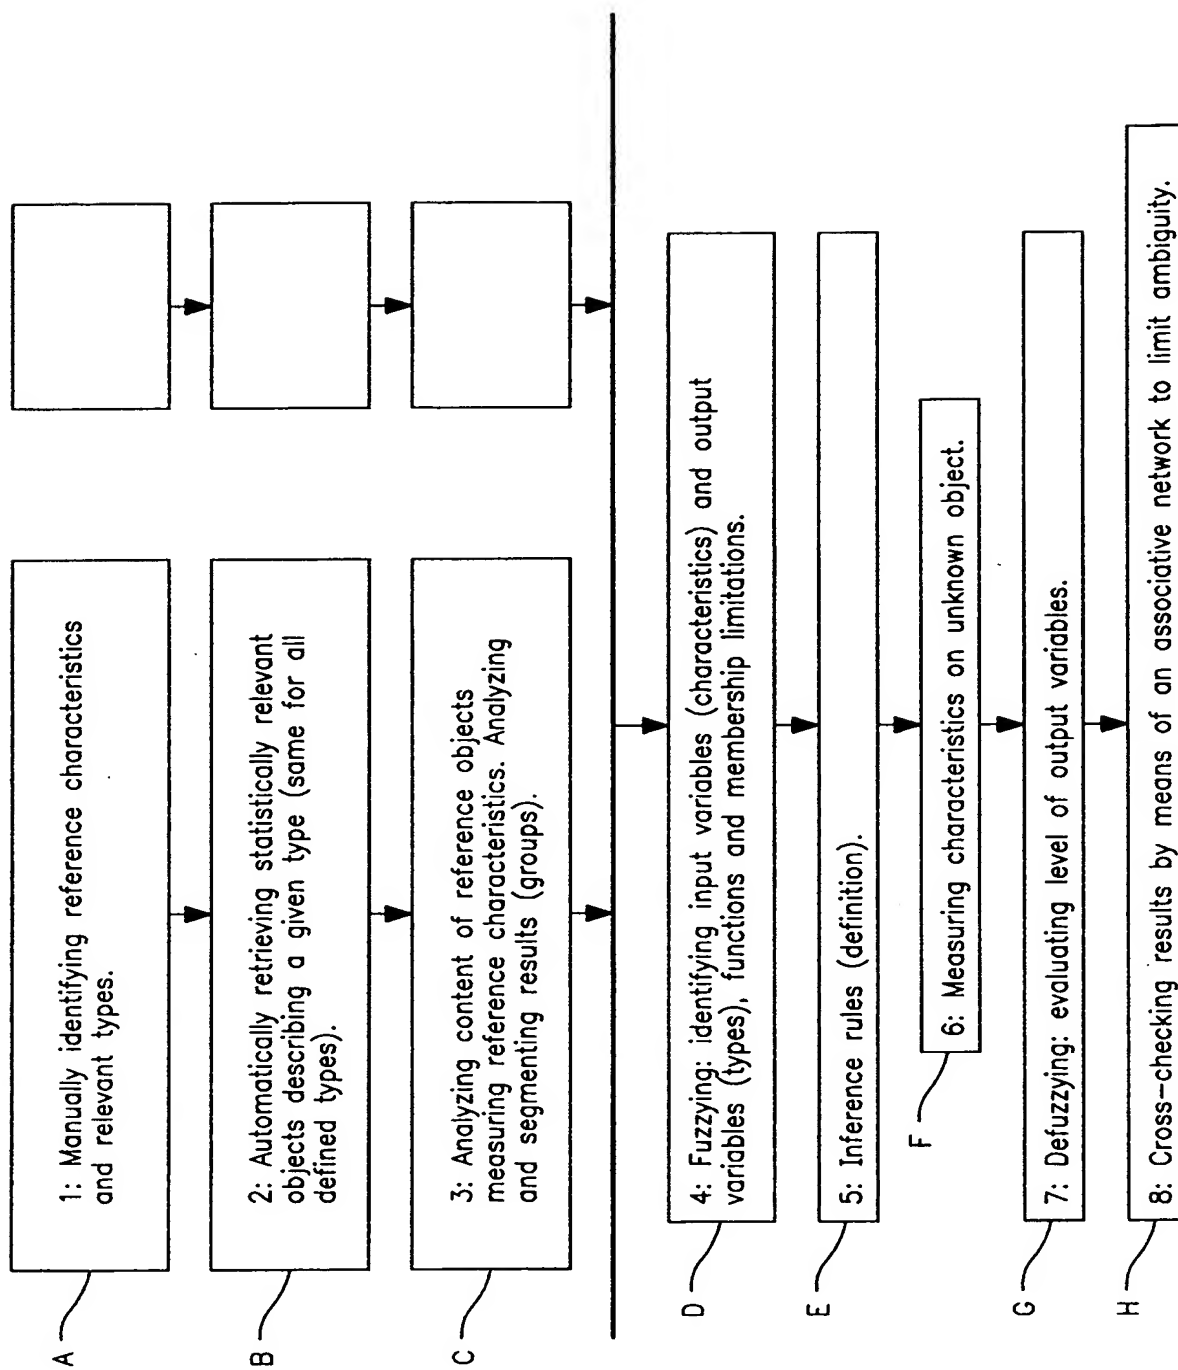 A
1: Manually identifying reference characteristics
and relevant types.
B
2: Automatically retrieving statistically relevant
objects describing a given type (same for all
defined types).
C
3: Analyzing content of reference objects
measuring reference characteristics. Analyzing
and segmenting results (groups).
D
4: Fuzzying: identifying input variables (characteristics) and output
variables (types), functions and membership limitations.
E
5: Inference rules (definition).
F
6: Measuring characteristics on unknown object.
G
7: Defuzzying: evaluating level of output variables.
H
8: Cross-checking results by means of an associative network to limit ambiguity.